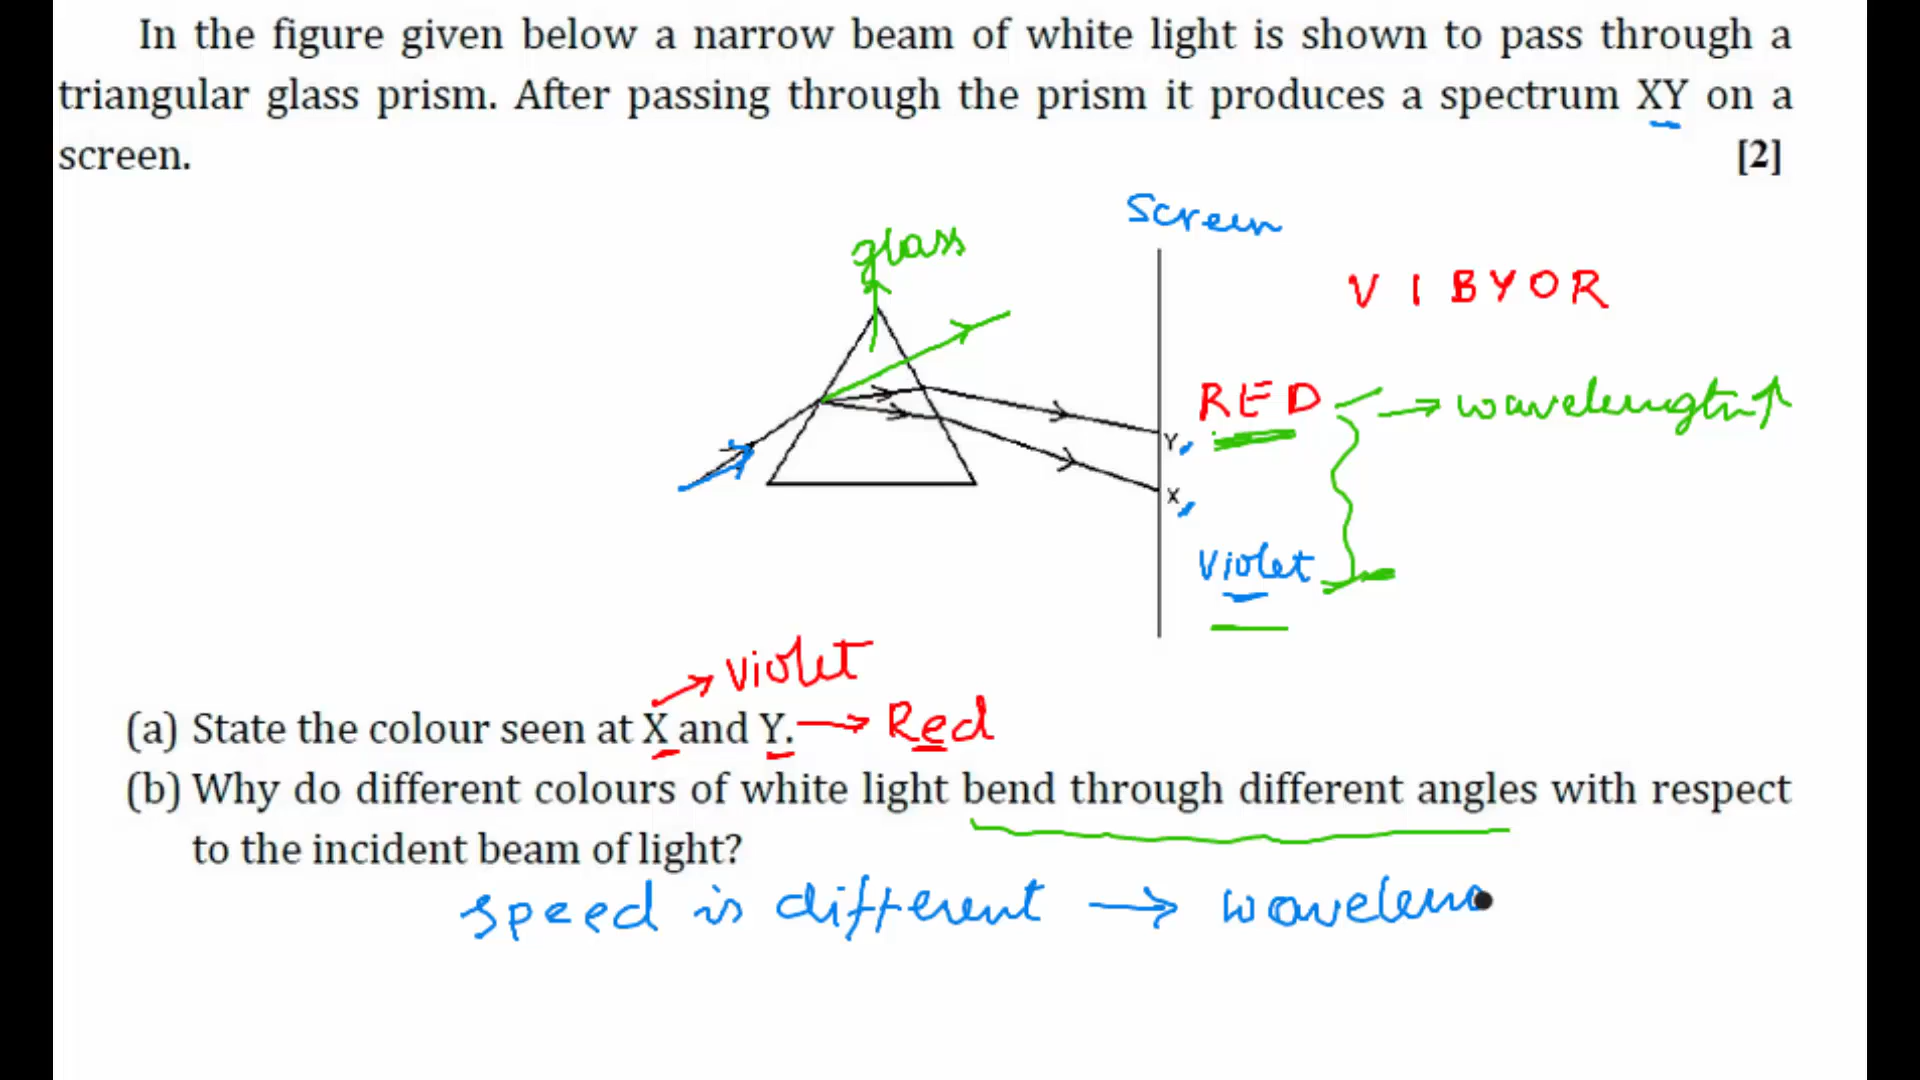 In the figure given below a narrow beam of white light is shown to pass through a
triangular glass prism. After passing through the prism it produces a spectrum XY on a
screen. [2]
Screen
glass
V I B Y O R
RED → wavelength↑
Y
X
Violet
→ Violet
(a) State the colour seen at X and Y. → Red
(b) Why do different colours of white light bend through different angles with respect
to the incident beam of light?
speed is different →